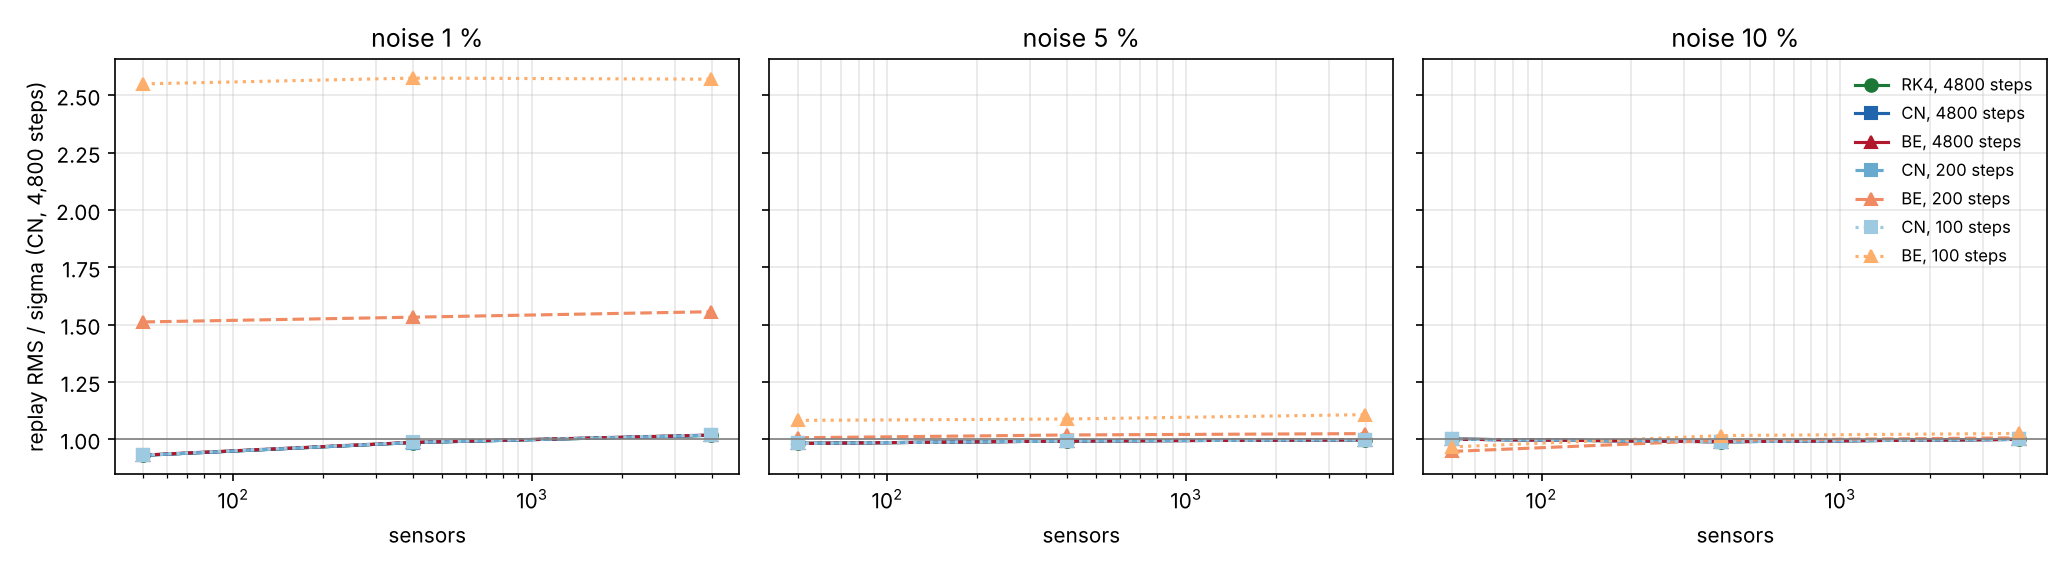 noise 1 %
noise 5 %
noise 10 %
replay RMS / sigma (CN, 4,800 steps)
2.50
2.25
2.00
1.75
1.50
1.25
1.00
10²
10³
sensors
10²
10³
sensors
10²
10³
sensors
RK4, 4800 steps
CN, 4800 steps
BE, 4800 steps
CN, 200 steps
BE, 200 steps
CN, 100 steps
BE, 100 steps